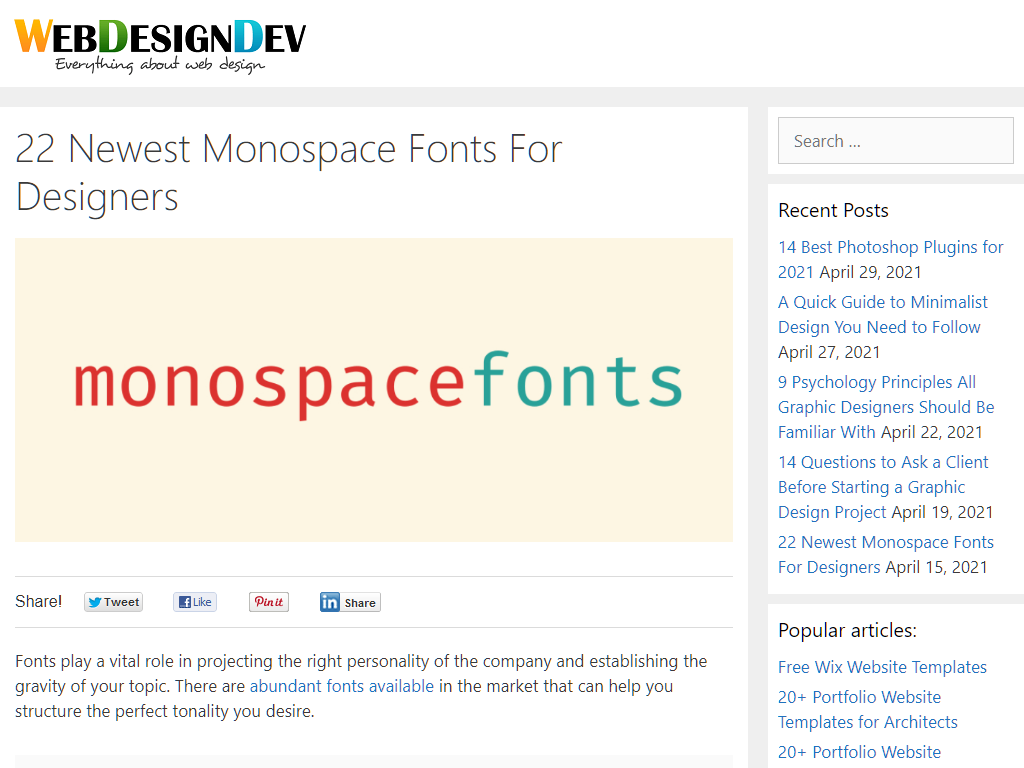 WEBDESIGNDEV
Everything about web design
22 Newest Monospace Fonts For
Designers
monospacefonts
Share!
Tweet
Like
Pin it
in Share
Fonts play a vital role in projecting the right personality of the company and establishing the
gravity of your topic. There are abundant fonts available in the market that can help you
structure the perfect tonality you desire.
Search ...
Recent Posts
14 Best Photoshop Plugins for
2021 April 29, 2021
A Quick Guide to Minimalist
Design You Need to Follow
April 27, 2021
9 Psychology Principles All
Graphic Designers Should Be
Familiar With April 22, 2021
14 Questions to Ask a Client
Before Starting a Graphic
Design Project April 19, 2021
22 Newest Monospace Fonts
For Designers April 15, 2021
Popular articles:
Free Wix Website Templates
20+ Portfolio Website
Templates for Architects
20+ Portfolio Website